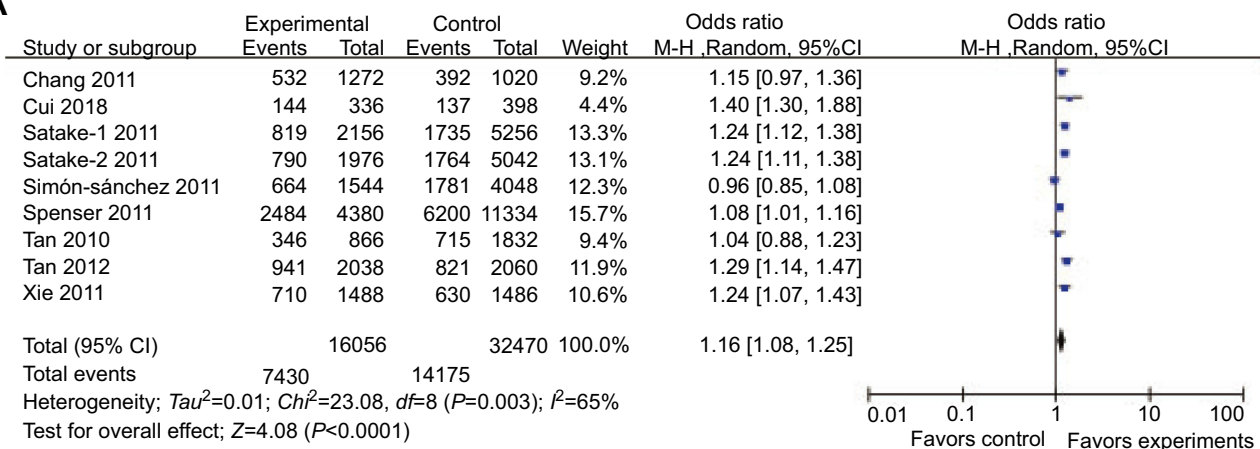 A
Experimental Control Odds ratio Odds ratio
Study or subgroup Events Total Events Total Weight M-H ,Random, 95%CI M-H ,Random, 95%CI
Chang 2011 532 1272 392 1020 9.2% 1.15 [0.97, 1.36]
Cui 2018 144 336 137 398 4.4% 1.40 [1.30, 1.88]
Satake-1 2011 819 2156 1735 5256 13.3% 1.24 [1.12, 1.38]
Satake-2 2011 790 1976 1764 5042 13.1% 1.24 [1.11, 1.38]
Simón-sánchez 2011 664 1544 1781 4048 12.3% 0.96 [0.85, 1.08]
Spenser 2011 2484 4380 6200 11334 15.7% 1.08 [1.01, 1.16]
Tan 2010 346 866 715 1832 9.4% 1.04 [0.88, 1.23]
Tan 2012 941 2038 821 2060 11.9% 1.29 [1.14, 1.47]
Xie 2011 710 1488 630 1486 10.6% 1.24 [1.07, 1.43]
Total (95% CI) 16056 32470 100.0% 1.16 [1.08, 1.25]
Total events 7430 14175
Heterogeneity; Tau²=0.01; Chi²=23.08, df=8 (P=0.003); I²=65%
0.01 0.1 1 10 100
Test for overall effect; Z=4.08 (P<0.0001)
Favors control Favors experiments